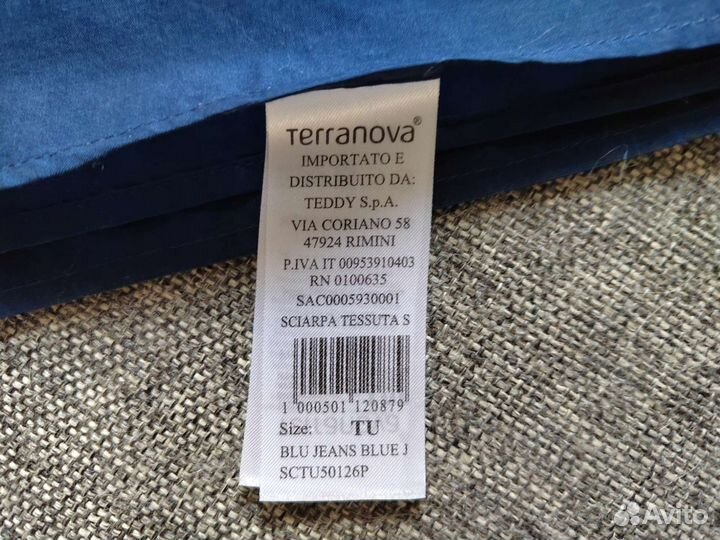 Terranova®
IMPORTATO E
DISTRIBUITO DA:
TEDDY S.p.A.
VIA CORIANO 58
47924 RIMINI
P.IVA IT 00953910403
RN 0100635
SAC0005930001
SCIARPA TESSUTA S
1 000501 120879
Size: TU
BLU JEANS BLUE J
SCTU50126P
Avito